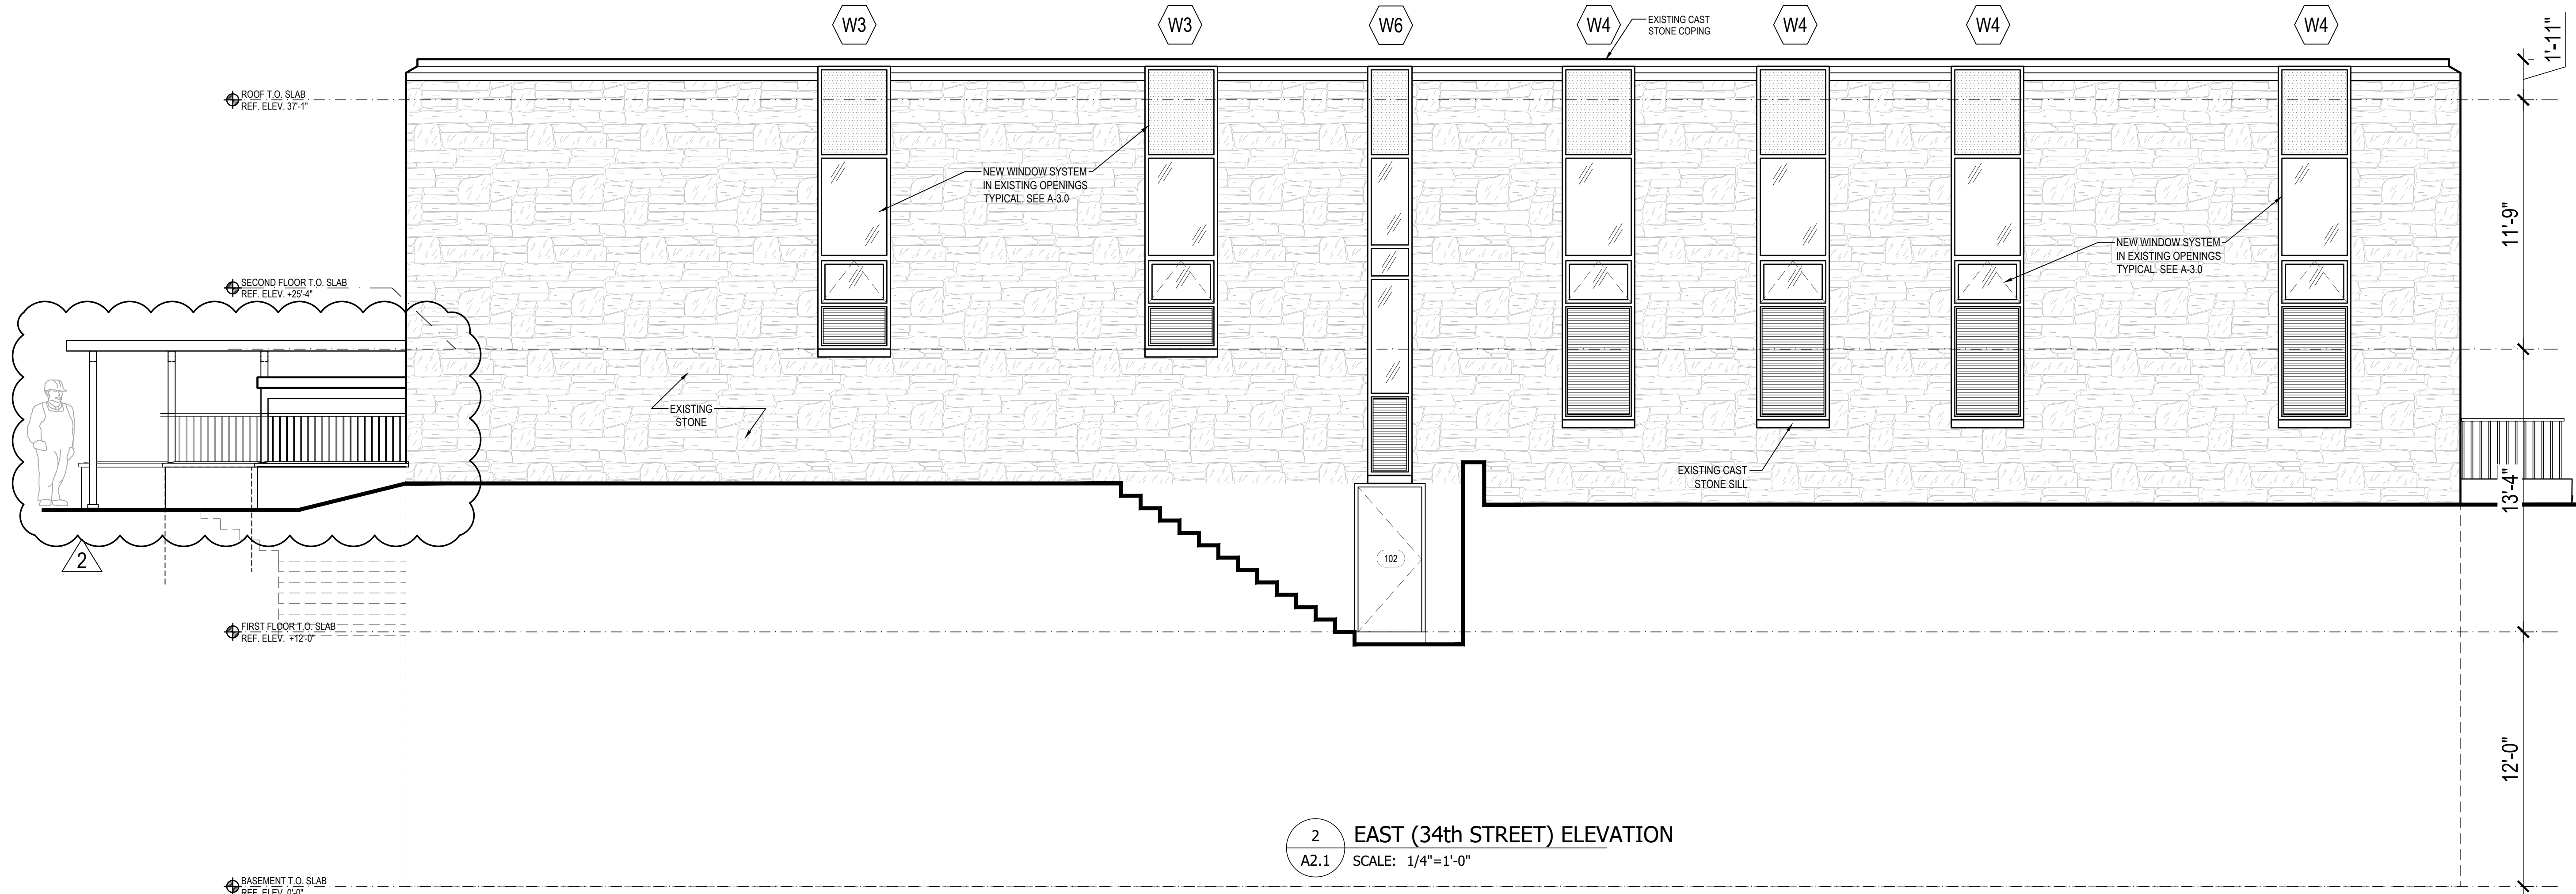 W3
W3
W6
W4
W4
W4
W4
EXISTING CAST
STONE COPING
1'-11"
ROOF T.O. SLAB
REF. ELEV. 37'-1"
NEW WINDOW SYSTEM
IN EXISTING OPENINGS
TYPICAL. SEE A-3.0
11'-9"
NEW WINDOW SYSTEM
IN EXISTING OPENINGS
TYPICAL. SEE A-3.0
SECOND FLOOR T.O. SLAB
REF. ELEV. +25'-4"
EXISTING
STONE
EXISTING CAST
STONE SILL
13'-4"
2
102
FIRST FLOOR T.O. SLAB
REF. ELEV. +12'-0"
12'-0"
2
A2.1
EAST (34th STREET) ELEVATION
SCALE: 1/4"=1'-0"
BASEMENT T.O. SLAB
REF. ELEV. 0'-0"